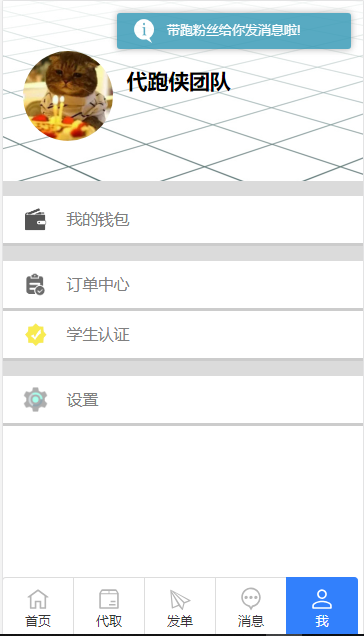 带跑粉丝给你发消息啦!
代跑侠团队
我的钱包
订单中心
学生认证
设置
首页
代取
发单
消息
我